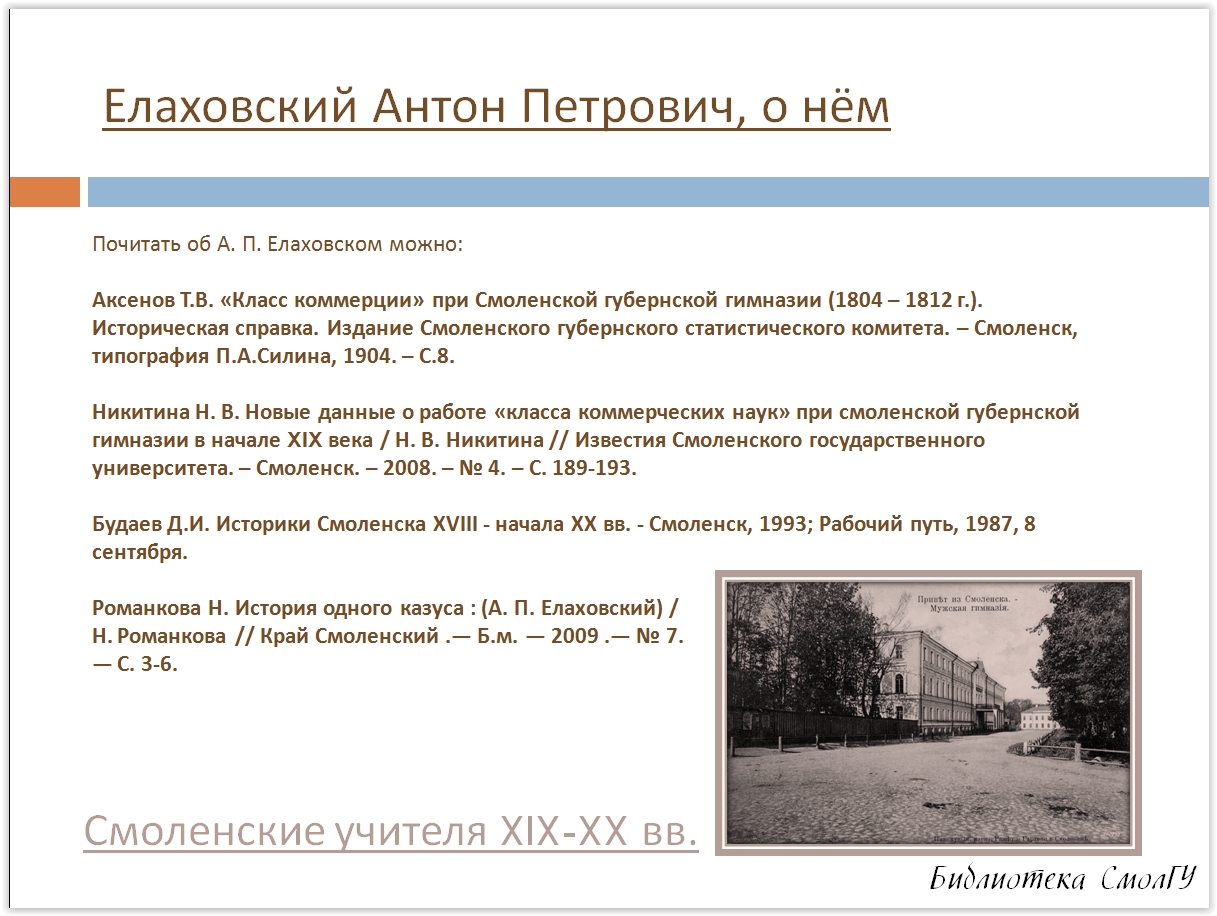 Елаховский Антон Петрович, о нём
Почитать об А. П. Елаховском можно:
Аксенов Т.В. «Класс коммерции» при Смоленской губернской гимназии (1804 – 1812 г.).
Историческая справка. Издание Смоленского губернского статистического комитета. – Смоленск,
типография П.А.Силина, 1904. – С.8.
Никитина Н. В. Новые данные о работе «класса коммерческих наук» при смоленской губернской
гимназии в начале XIX века / Н. В. Никитина // Известия Смоленского государственного
университета. – Смоленск. – 2008. – № 4. – С. 189-193.
Будаев Д.И. Историки Смоленска XVIII - начала XX вв. - Смоленск, 1993; Рабочий путь, 1987, 8
сентября.
Романкова Н. История одного казуса : (А. П. Елаховский) /
Н. Романкова // Край Смоленский .— Б.м. — 2009 .— № 7.
— С. 3-6.
Привѣт из Смоленска. -
Мужская гимназія.
Смоленские учителя XIX-XX вв.
Библиотека СмолГУ